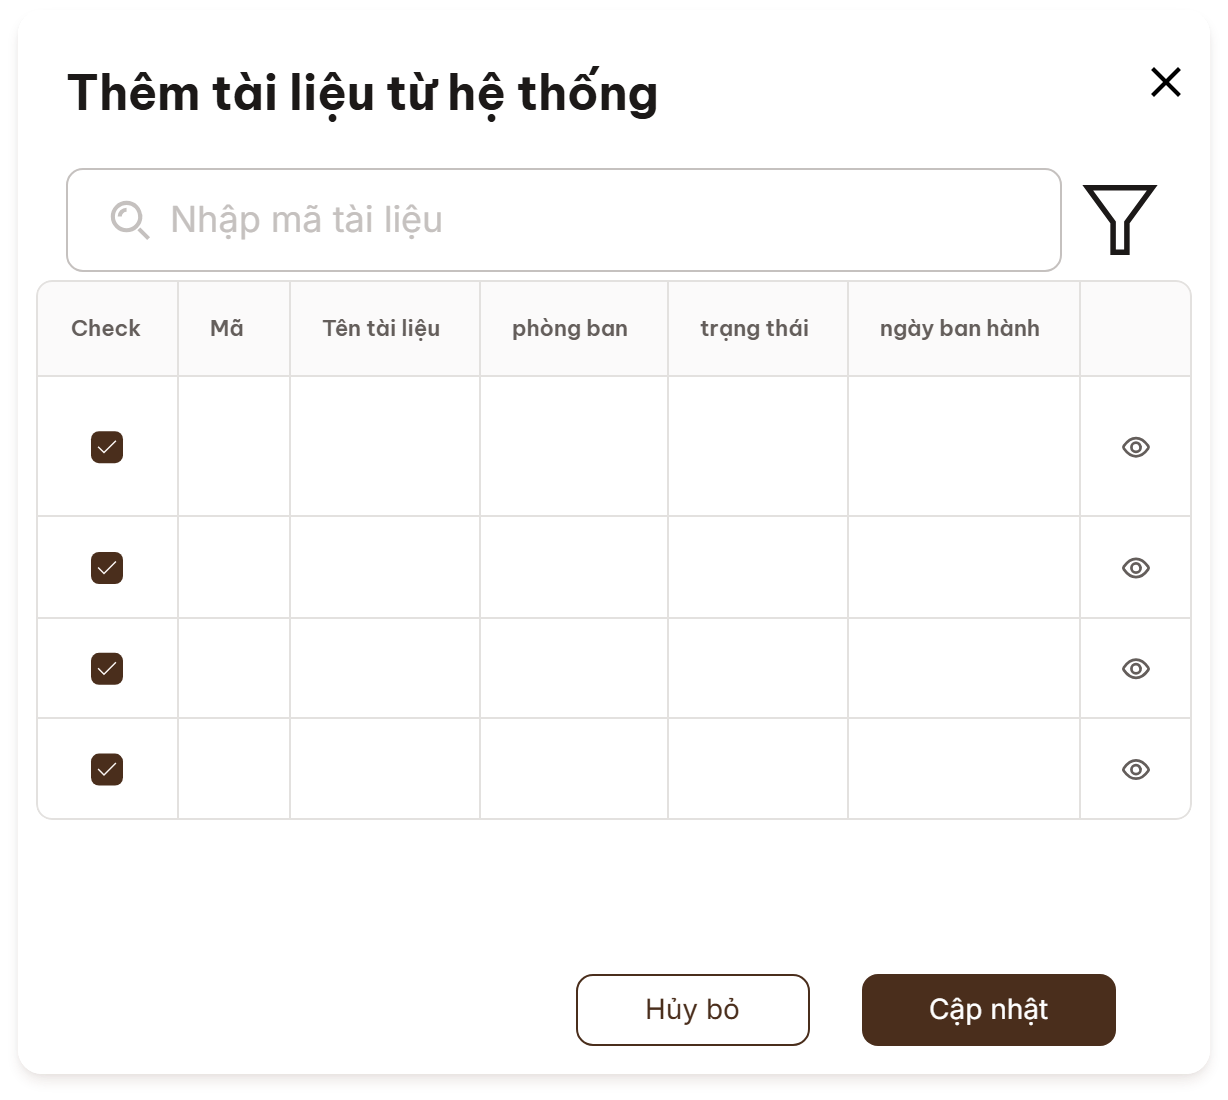 Thêm tài liệu từ hệ thống
Nhập mã tài liệu
Check Mã Tên tài liệu phòng ban trạng thái ngày ban hành
Hủy bỏ Cập nhật